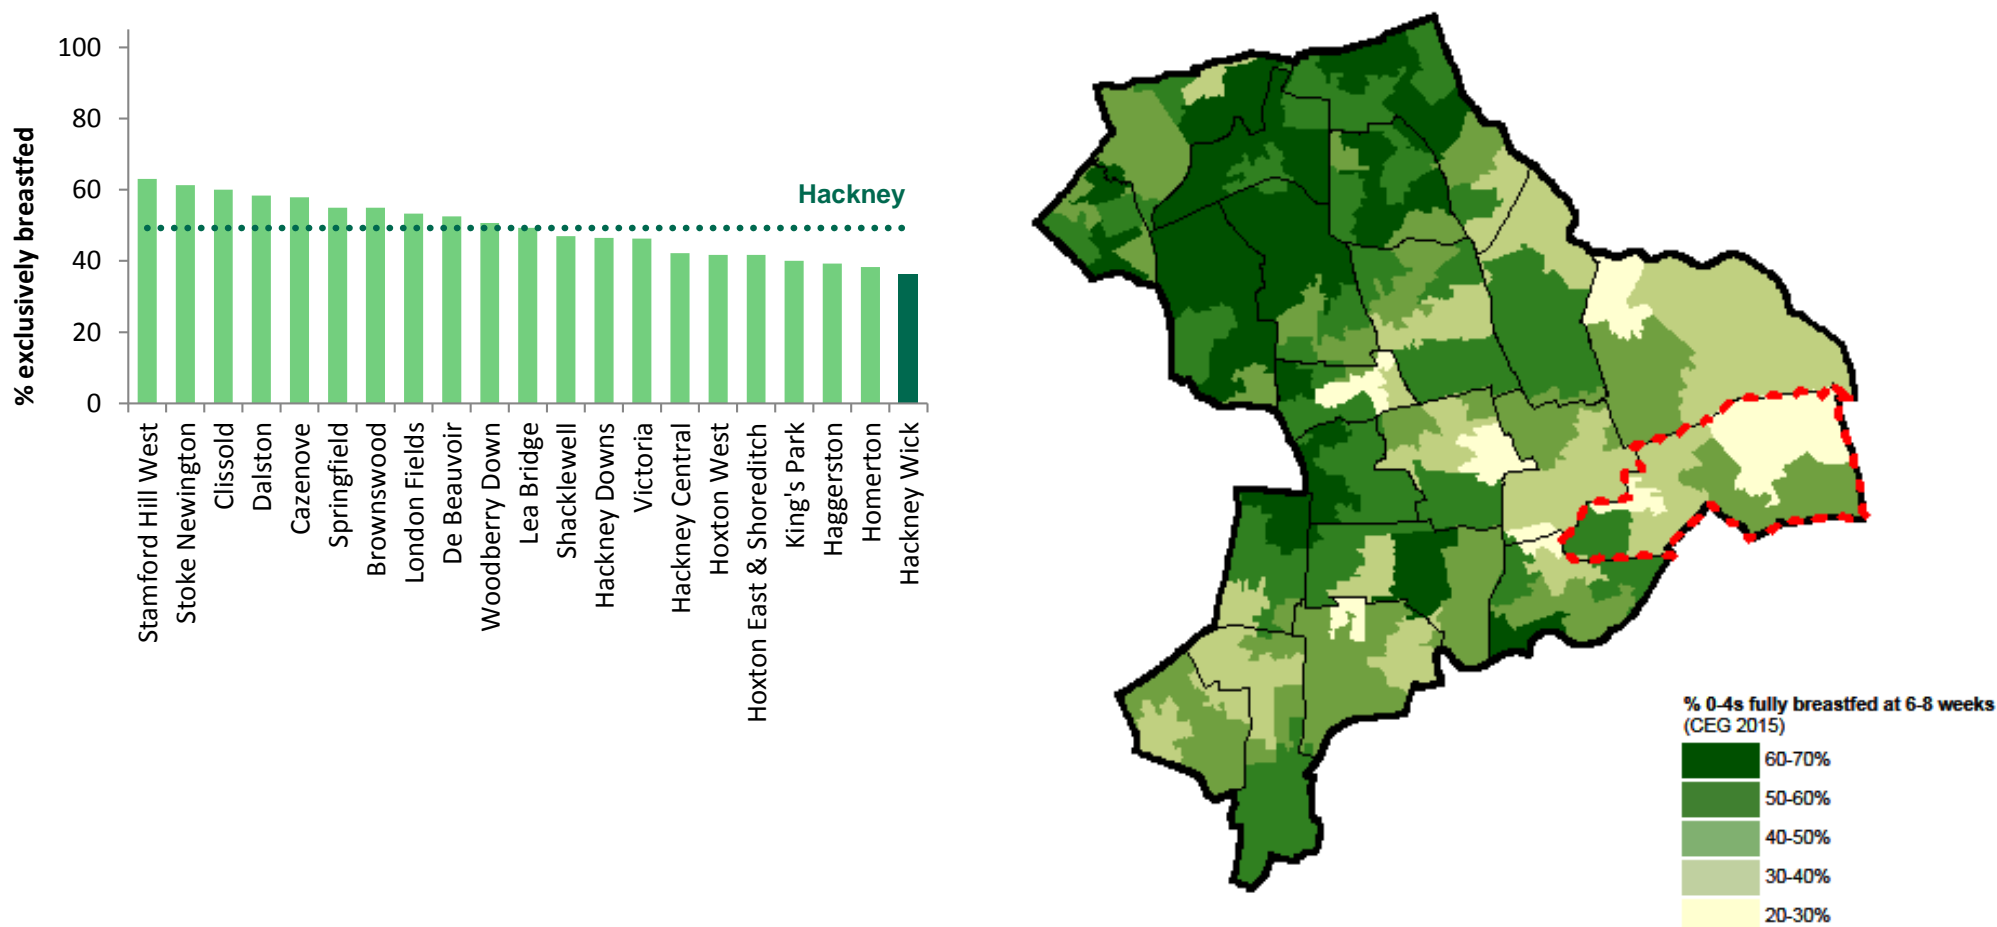 % exclusively breastfed
100
80
60
40
20
0
Hackney
Stamford Hill West
Stoke Newington
Clissold
Dalston
Cazenove
Springfield
Brownswood
London Fields
De Beauvoir
Woodberry Down
Lea Bridge
Shacklewell
Hackney Downs
Victoria
Hackney Central
Hoxton West
Hoxton East & Shoreditch
King's Park
Haggerston
Homerton
Hackney Wick
% 0-4s fully breastfed at 6-8 weeks
(CEG 2015)
60-70%
50-60%
40-50%
30-40%
20-30%